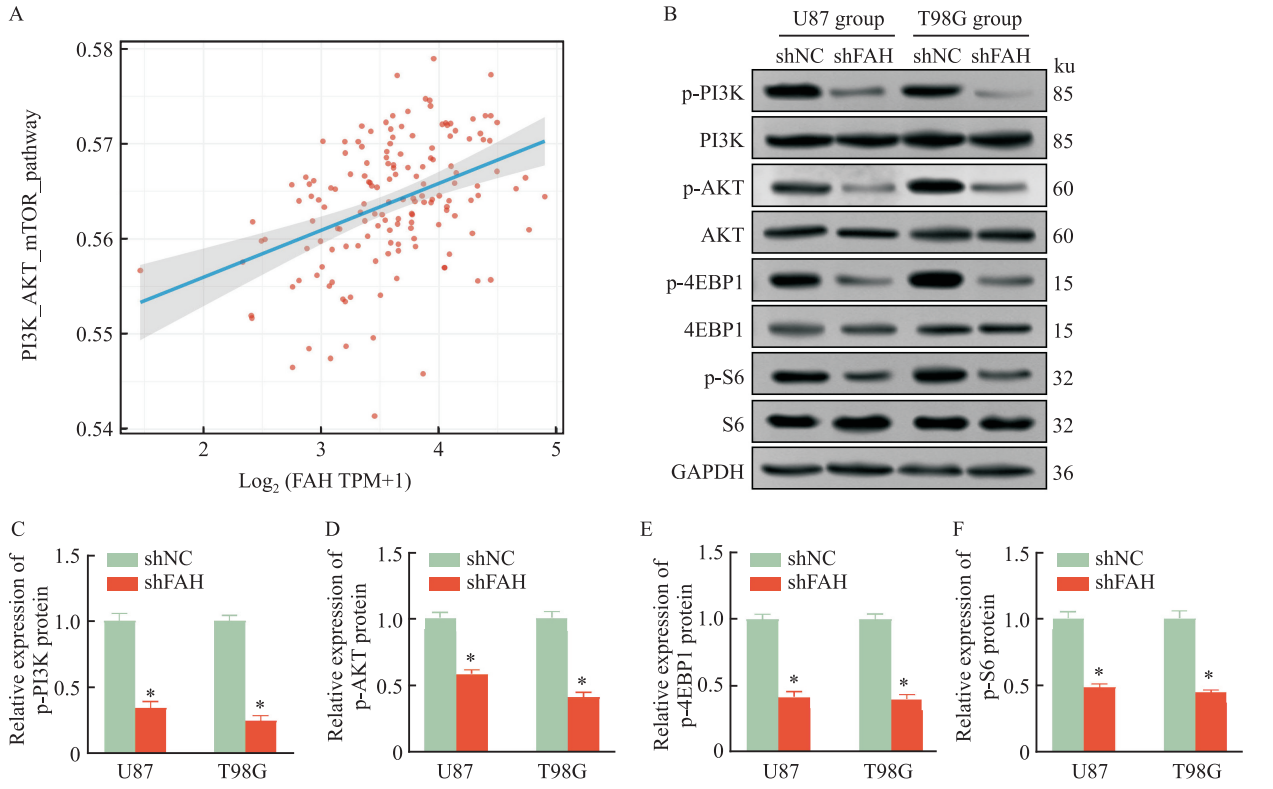 A
PI3K_AKT_mTOR_pathway
0.58
0.57
0.56
0.55
0.54
2 3 4 5
Log2 (FAH TPM+1)
B
U87 group T98G group
shNC shFAH shNC shFAH
ku
p-PI3K 85
PI3K 85
p-AKT 60
AKT 60
p-4EBP1 15
4EBP1 15
p-S6 32
S6 32
GAPDH 36
C
Relative expression of
p-PI3K protein
1.5
1.0
0.5
0
shNC
shFAH
* *
U87 T98G
D
Relative expression of
p-AKT protein
1.5
1.0
0.5
0
shNC
shFAH
* *
U87 T98G
E
Relative expression of
p-4EBP1 protein
1.5
1.0
0.5
0
shNC
shFAH
* *
U87 T98G
F
Relative expression of
p-S6 protein
1.5
1.0
0.5
0
shNC
shFAH
* *
U87 T98G